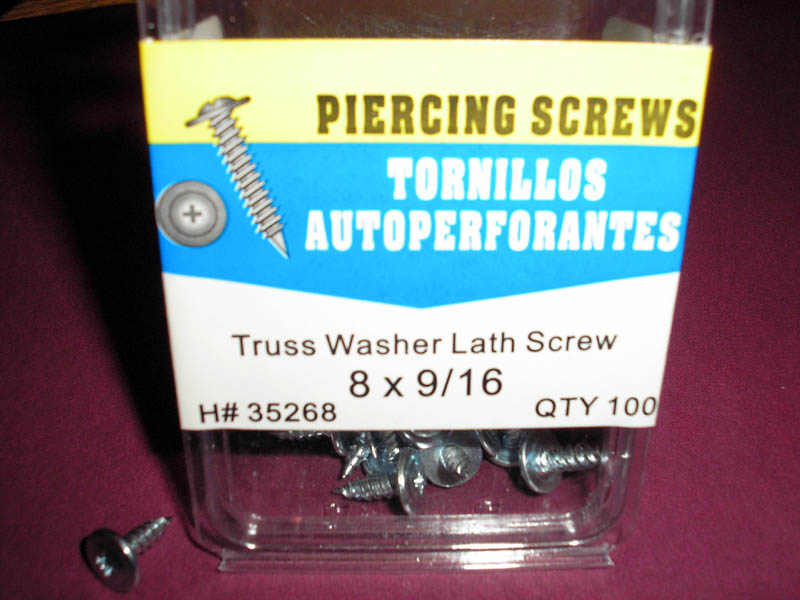 PIERCING SCREWS
TORNILLOS
AUTOPERFORANTES
Truss Washer Lath Screw
8 x 9/16
H# 35268 QTY 100